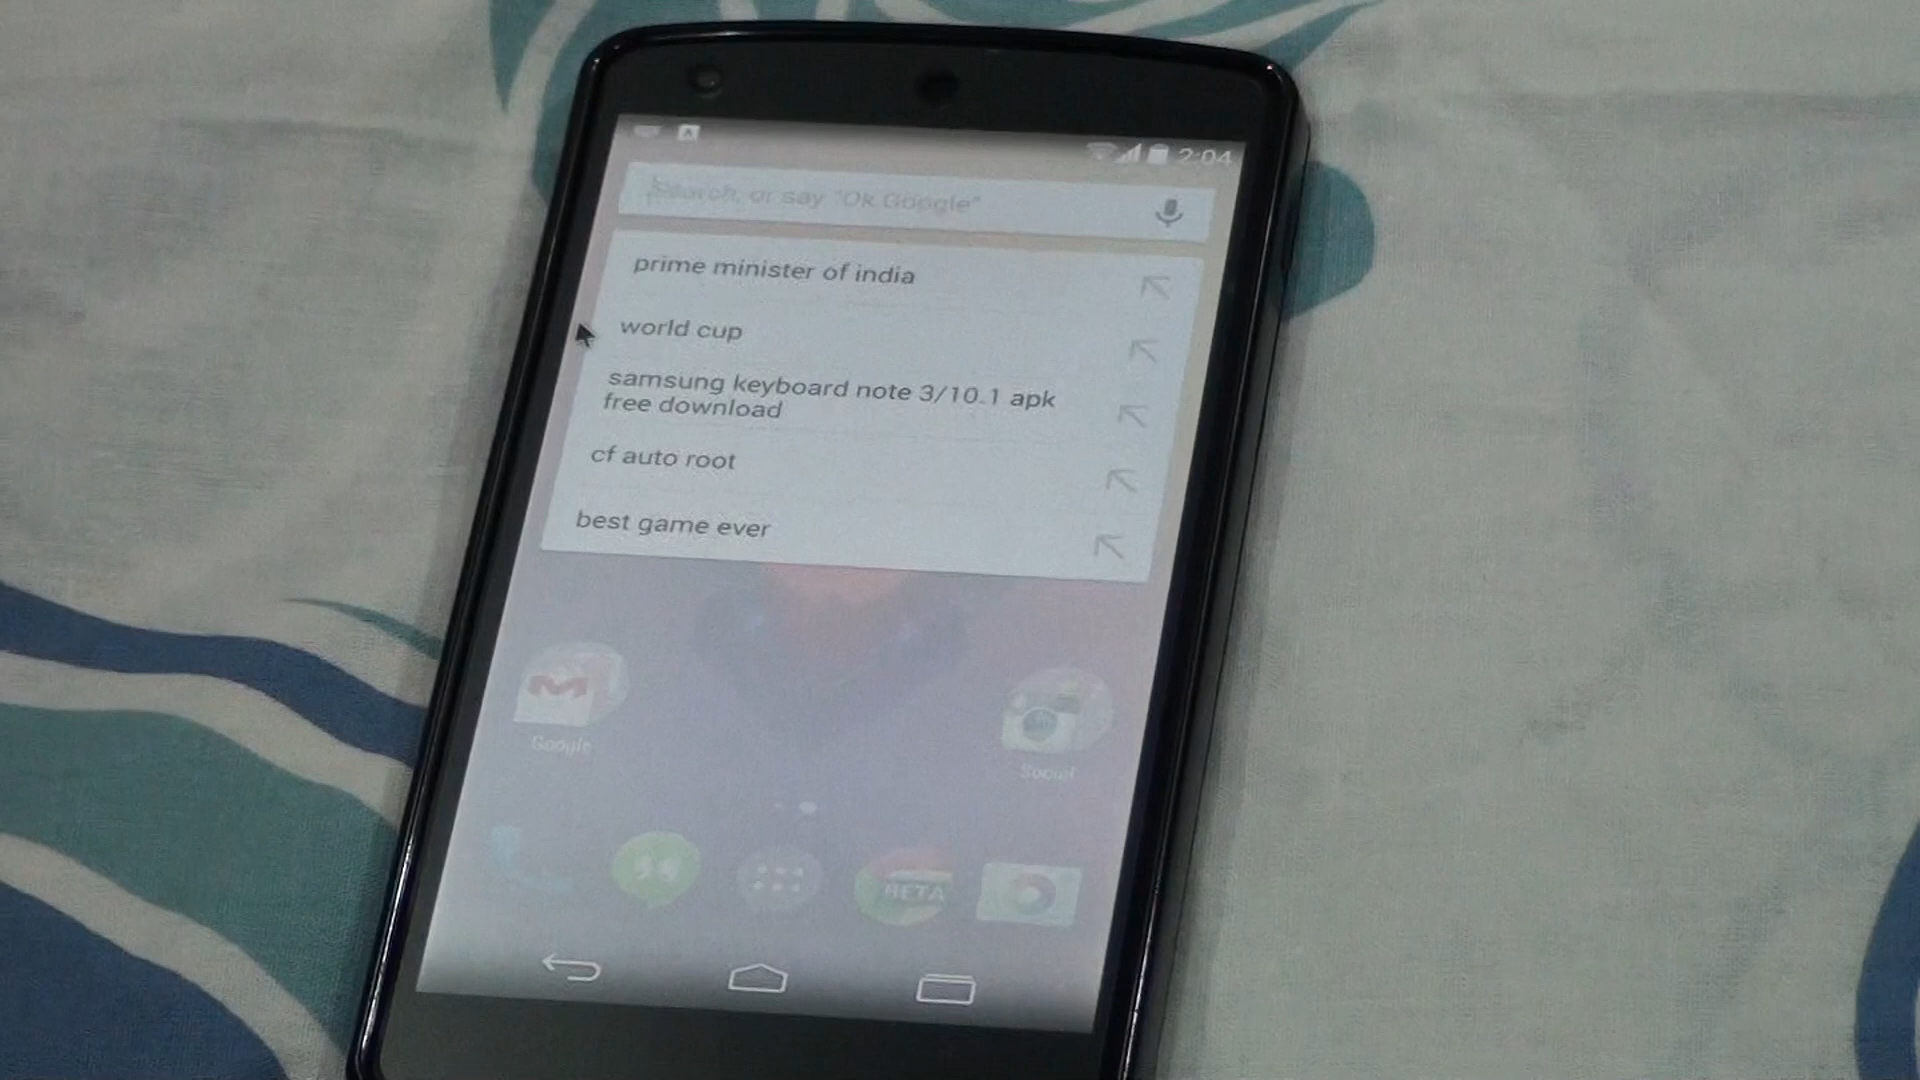 2:04
Search, or say "Ok Google"
prime minister of india
world cup
samsung keyboard note 3/10.1 apk
free download
cf auto root
best game ever
Google
Social
BETA